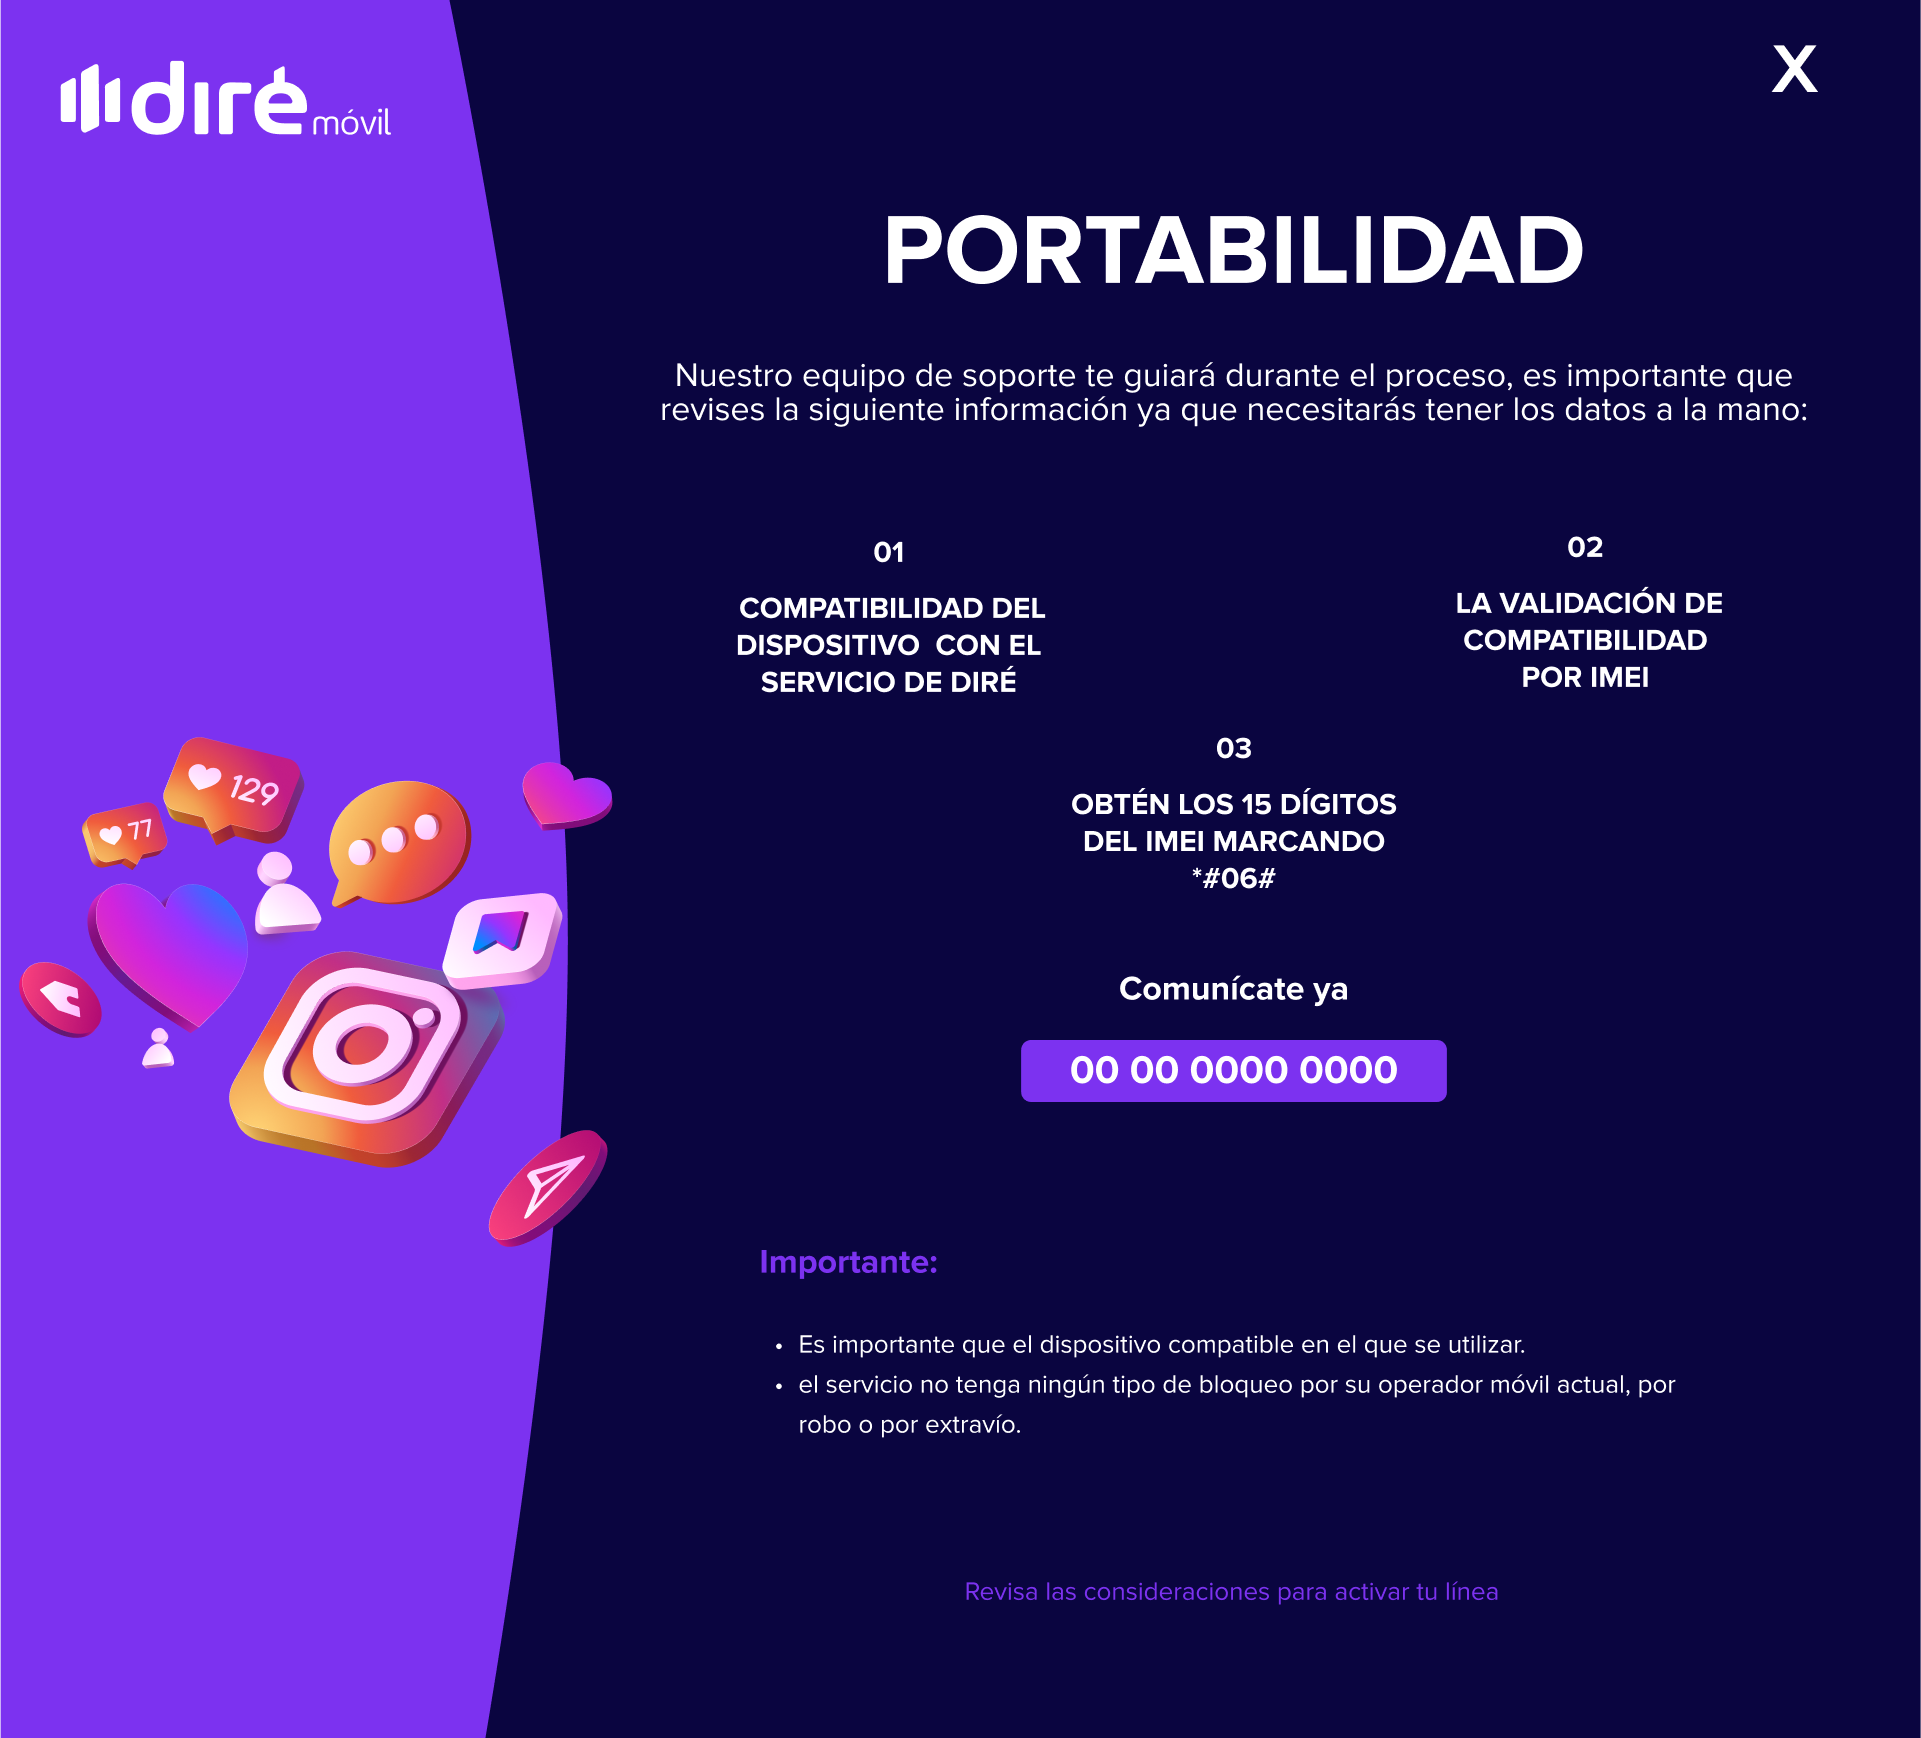 diré móvil
X
PORTABILIDAD
Nuestro equipo de soporte te guiará durante el proceso, es importante que
revises la siguiente información ya que necesitarás tener los datos a la mano:
01
COMPATIBILIDAD DEL
DISPOSITIVO  CON EL
SERVICIO DE DIRÉ
02
LA VALIDACIÓN DE
COMPATIBILIDAD
POR IMEI
03
OBTÉN LOS 15 DÍGITOS
DEL IMEI MARCANDO
*#06#
129
77
Comunícate ya
00 00 0000 0000
Importante:
• Es importante que el dispositivo compatible en el que se utilizar.
• el servicio no tenga ningún tipo de bloqueo por su operador móvil actual, por
robo o por extravío.
Revisa las consideraciones para activar tu línea